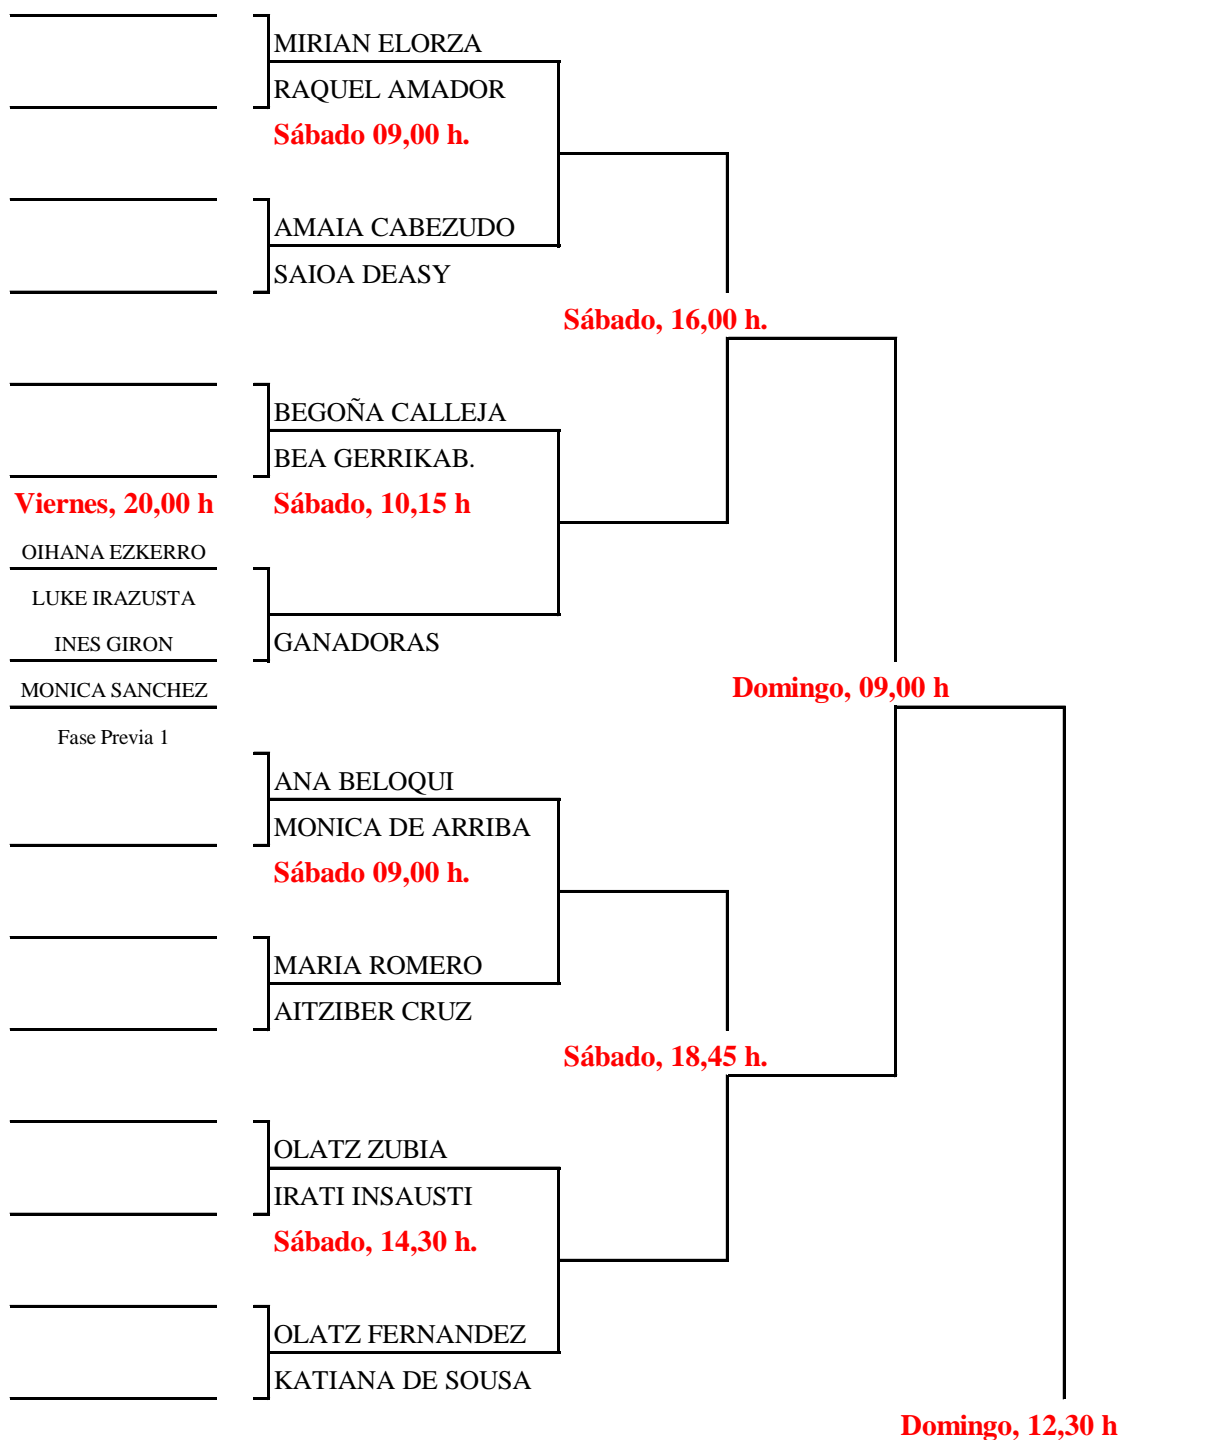 MIRIAN ELORZA
RAQUEL AMADOR
Sábado 09,00 h.
AMAIA CABEZUDO
SAIOA DEASY
Sábado, 16,00 h.
BEGOÑA CALLEJA
BEA GERRIKAB.
Viernes, 20,00 h
Sábado, 10,15 h
OIHANA EZKERRO
LUKE IRAZUSTA
INES GIRON
GANADORAS
MONICA SANCHEZ
Domingo, 09,00 h
Fase Previa 1
ANA BELOQUI
MONICA DE ARRIBA
Sábado 09,00 h.
MARIA ROMERO
AITZIBER CRUZ
Sábado, 18,45 h.
OLATZ ZUBIA
IRATI INSAUSTI
Sábado, 14,30 h.
OLATZ FERNANDEZ
KATIANA DE SOUSA
Domingo, 12,30 h